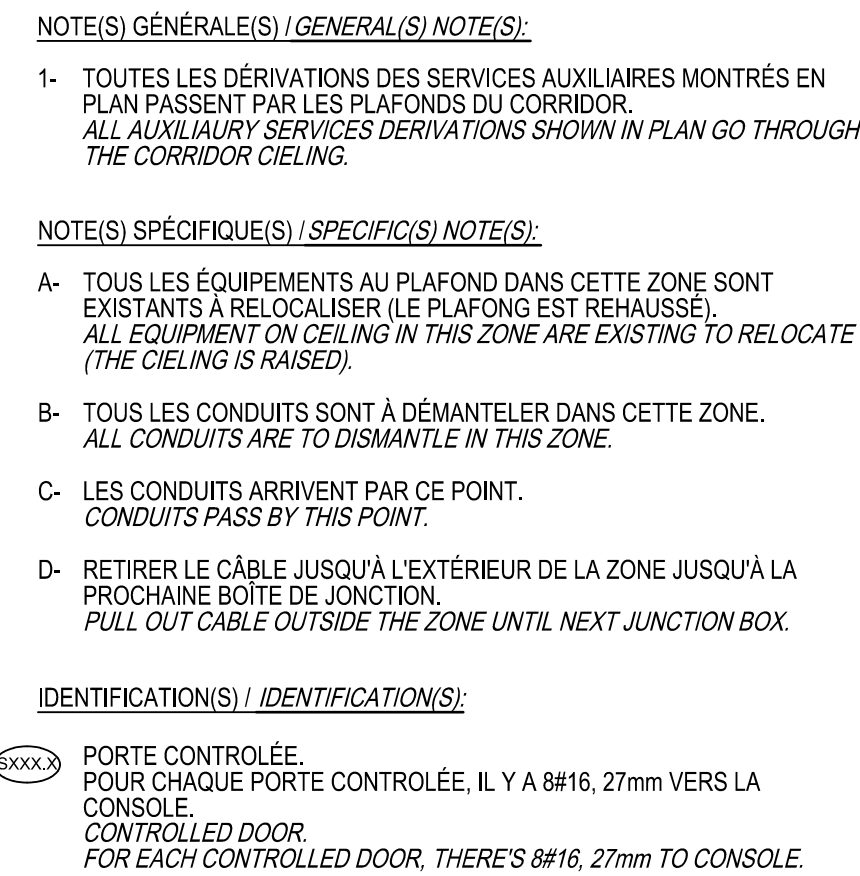 NOTE(S) GÉNÉRALE(S) / GENERAL(S) NOTE(S):
1- TOUTES LES DÉRIVATIONS DES SERVICES AUXILIAIRES MONTRÉS EN
PLAN PASSENT PAR LES PLAFONDS DU CORRIDOR.
ALL AUXILIAURY SERVICES DERIVATIONS SHOWN IN PLAN GO THROUGH
THE CORRIDOR CIELING.
NOTE(S) SPÉCIFIQUE(S) / SPECIFIC(S) NOTE(S):
A- TOUS LES ÉQUIPEMENTS AU PLAFOND DANS CETTE ZONE SONT
EXISTANTS À RELOCALISER (LE PLAFONG EST REHAUSSÉ).
ALL EQUIPMENT ON CEILING IN THIS ZONE ARE EXISTING TO RELOCATE
(THE CIELING IS RAISED).
B- TOUS LES CONDUITS SONT À DÉMANTELER DANS CETTE ZONE.
ALL CONDUITS ARE TO DISMANTLE IN THIS ZONE.
C- LES CONDUITS ARRIVENT PAR CE POINT.
CONDUITS PASS BY THIS POINT.
D- RETIRER LE CÂBLE JUSQU'À L'EXTÉRIEUR DE LA ZONE JUSQU'À LA
PROCHAINE BOÎTE DE JONCTION.
PULL OUT CABLE OUTSIDE THE ZONE UNTIL NEXT JUNCTION BOX.
IDENTIFICATION(S) / IDENTIFICATION(S):
SXXX.X PORTE CONTROLÉE.
POUR CHAQUE PORTE CONTROLÉE, IL Y A 8#16, 27mm VERS LA
CONSOLE.
CONTROLLED DOOR.
FOR EACH CONTROLLED DOOR, THERE'S 8#16, 27mm TO CONSOLE.